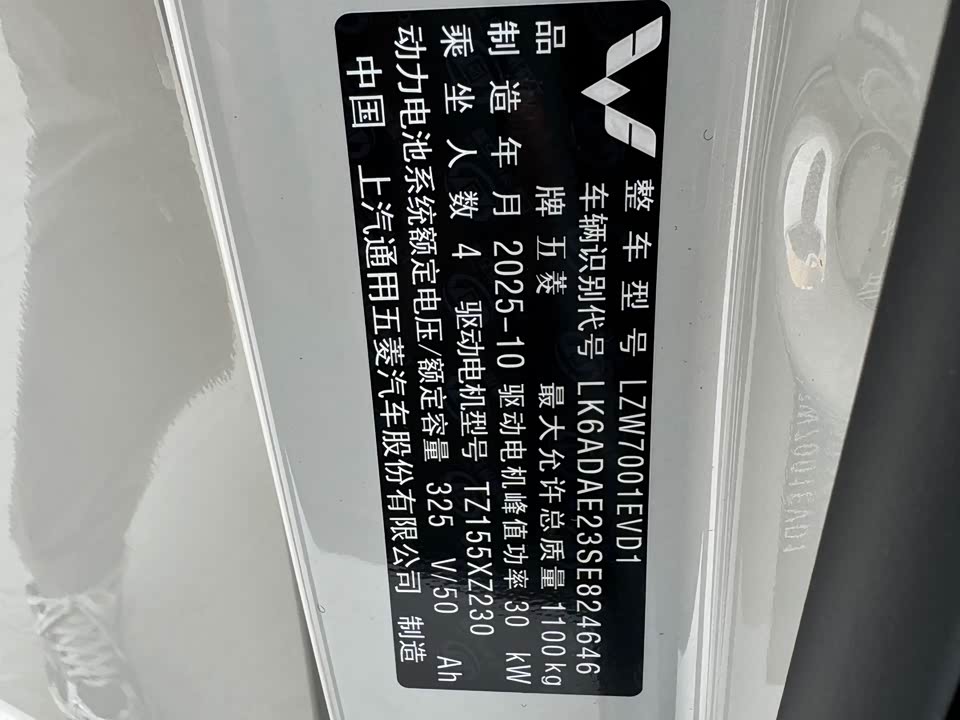 整车型号 LZW7001EVD1
车辆识别代号 LK6ADAE23SE824646
品牌 五菱 最大允许总质量 1100kg
制造年月 2025-10 驱动电机峰值功率 30 kW
乘坐人数 4 驱动电机型号 TZ155XZ230
动力电池系统额定电压/额定容量 325 V/50 Ah
中国 上汽通用五菱汽车股份有限公司 制造